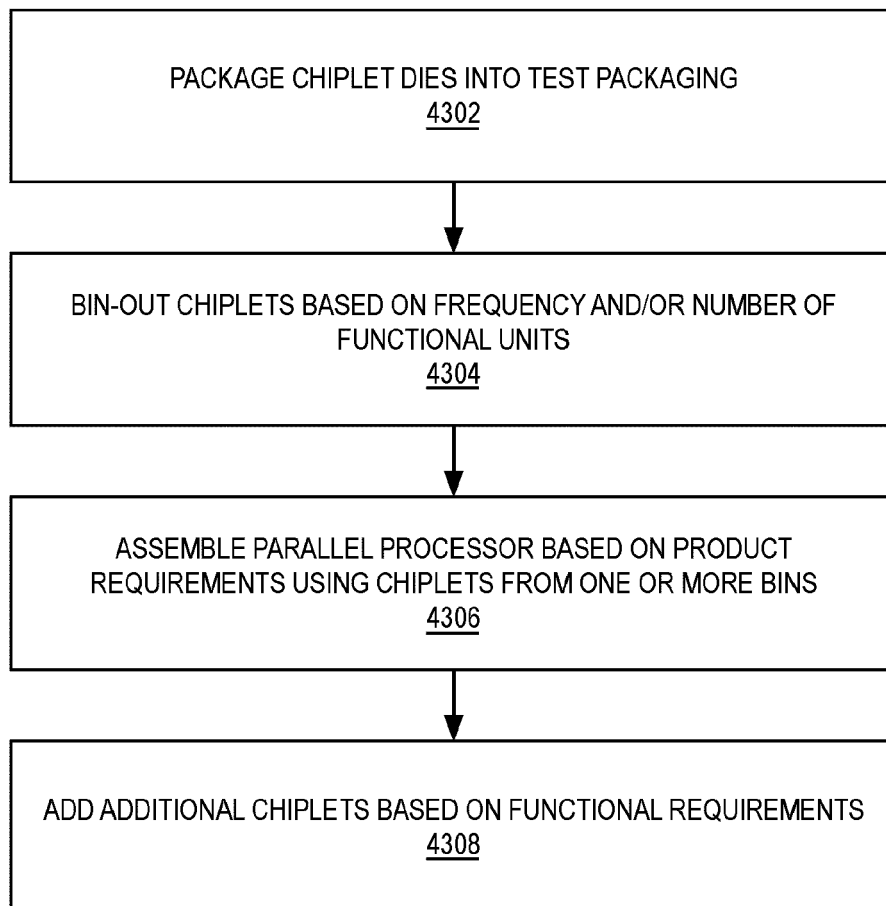 PACKAGE CHIPLET DIES INTO TEST PACKAGING
4302
BIN-OUT CHIPLETS BASED ON FREQUENCY AND/OR NUMBER OF
FUNCTIONAL UNITS
4304
ASSEMBLE PARALLEL PROCESSOR BASED ON PRODUCT
REQUIREMENTS USING CHIPLETS FROM ONE OR MORE BINS
4306
ADD ADDITIONAL CHIPLETS BASED ON FUNCTIONAL REQUIREMENTS
4308